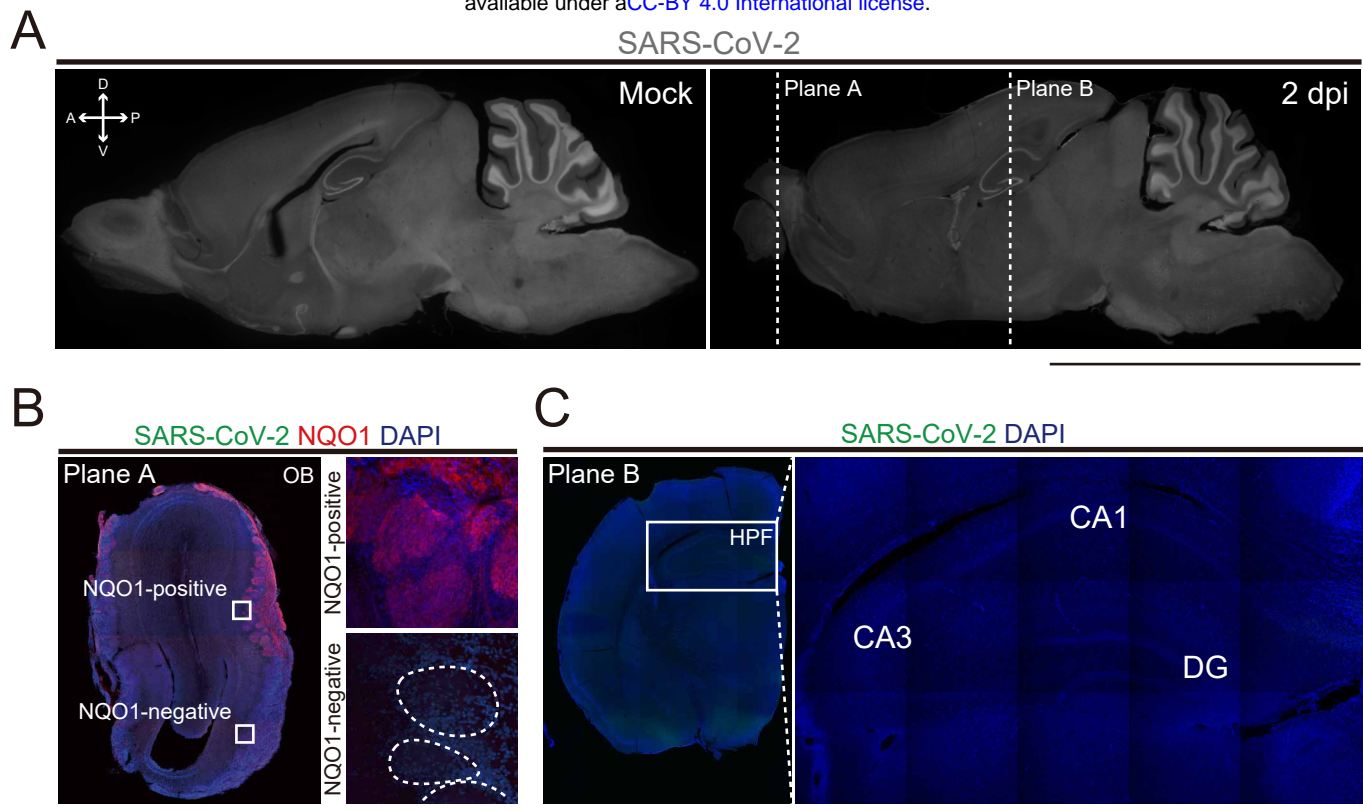 available under aCC-BY 4.0 International license.
A
SARS-CoV-2
D
A
P
V
Mock
Plane A
Plane B
2 dpi
B
SARS-CoV-2 NQO1 DAPI
Plane A
OB
NQO1-positive
NQO1-negative
NQO1-positive
NQO1-negative
C
SARS-CoV-2 DAPI
Plane B
HPF
CA1
CA3
DG